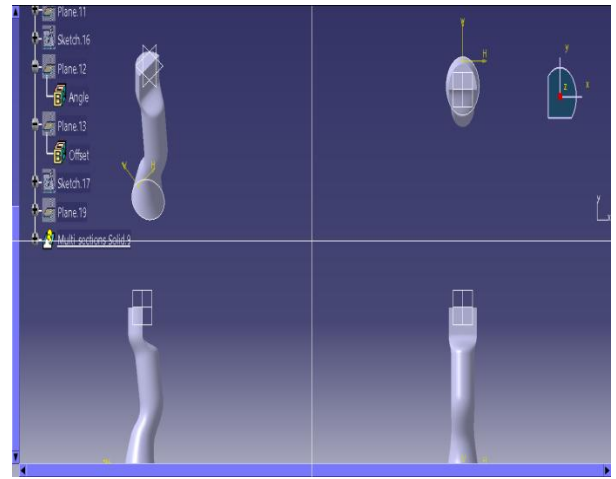 Plane.11
Sketch.16
Plane.12
Angle
Plane.13
Offset
Sketch.17
Plane.19
Multi-sections Solid.9
V
H
y
x
z
V
H
y
x